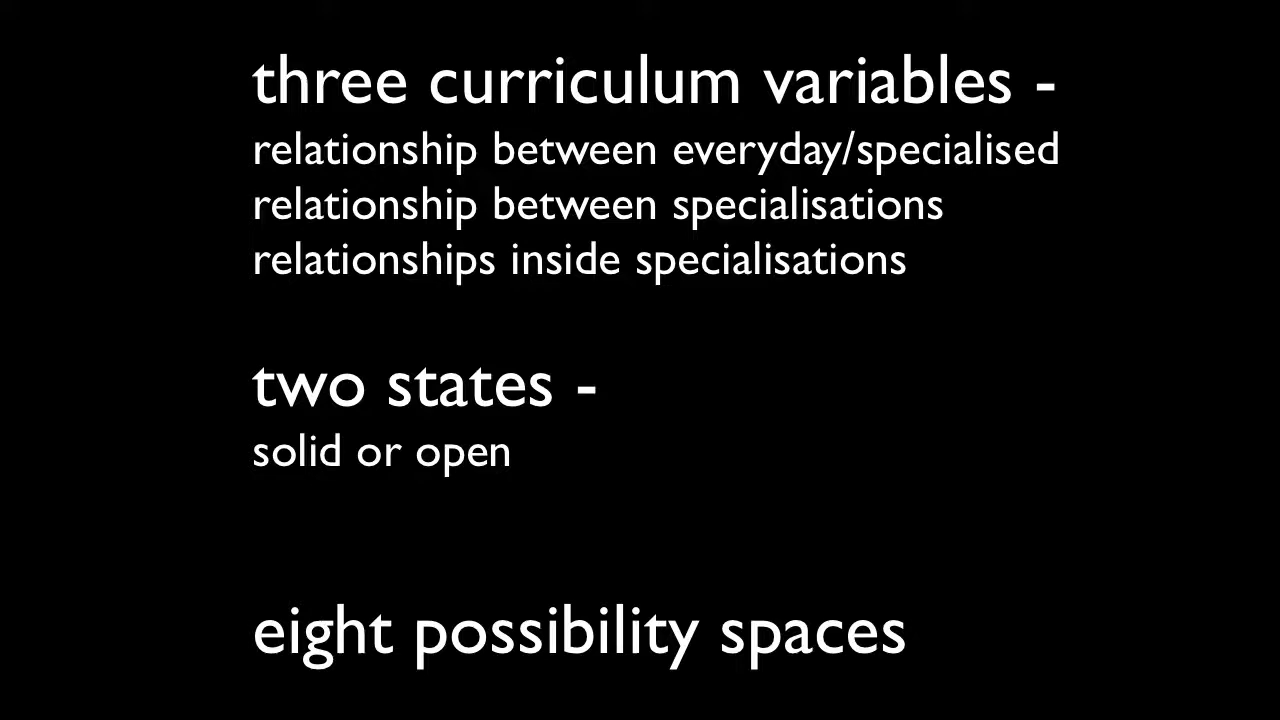 three curriculum variables -
relationship between everyday/specialised
relationship between specialisations
relationships inside specialisations
two states -
solid or open
eight possibility spaces